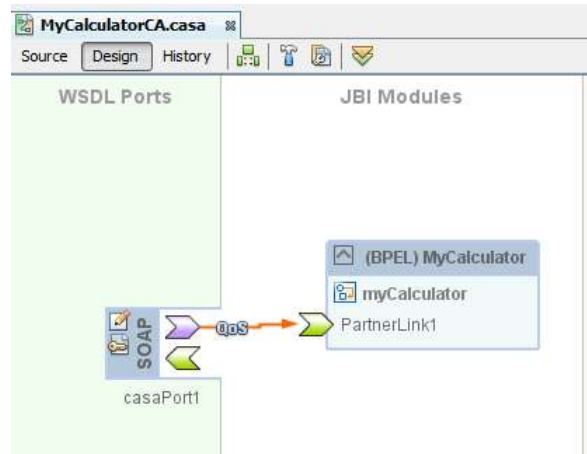 MyCalculatorCA.casa
Source Design History
WSDL Ports JBI Modules
(BPEL) MyCalculator
myCalculator
SOAP QoS PartnerLink1
casaPort1